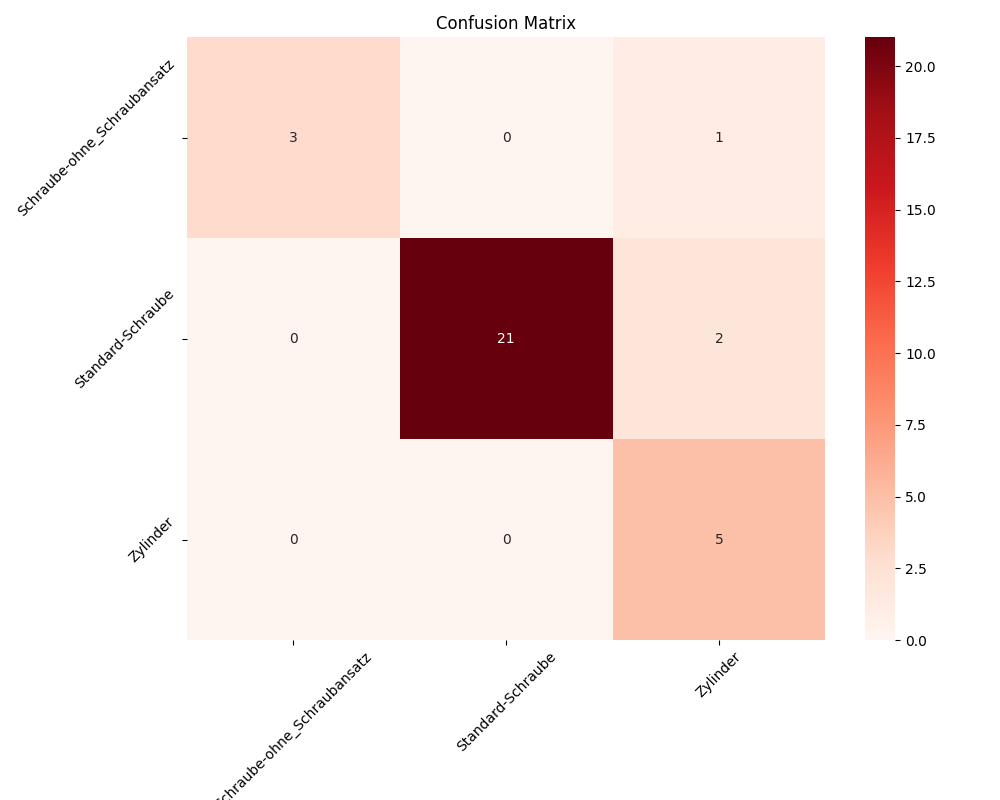 Confusion Matrix
Schraube-ohne_Schraubansatz
3
0
1
Standard-Schraube
0
21
2
Zylinder
0
0
5
chraube-ohne_Schraubansatz
Standard-Schraube
Zylinder
20.0
17.5
15.0
12.5
10.0
7.5
5.0
2.5
0.0